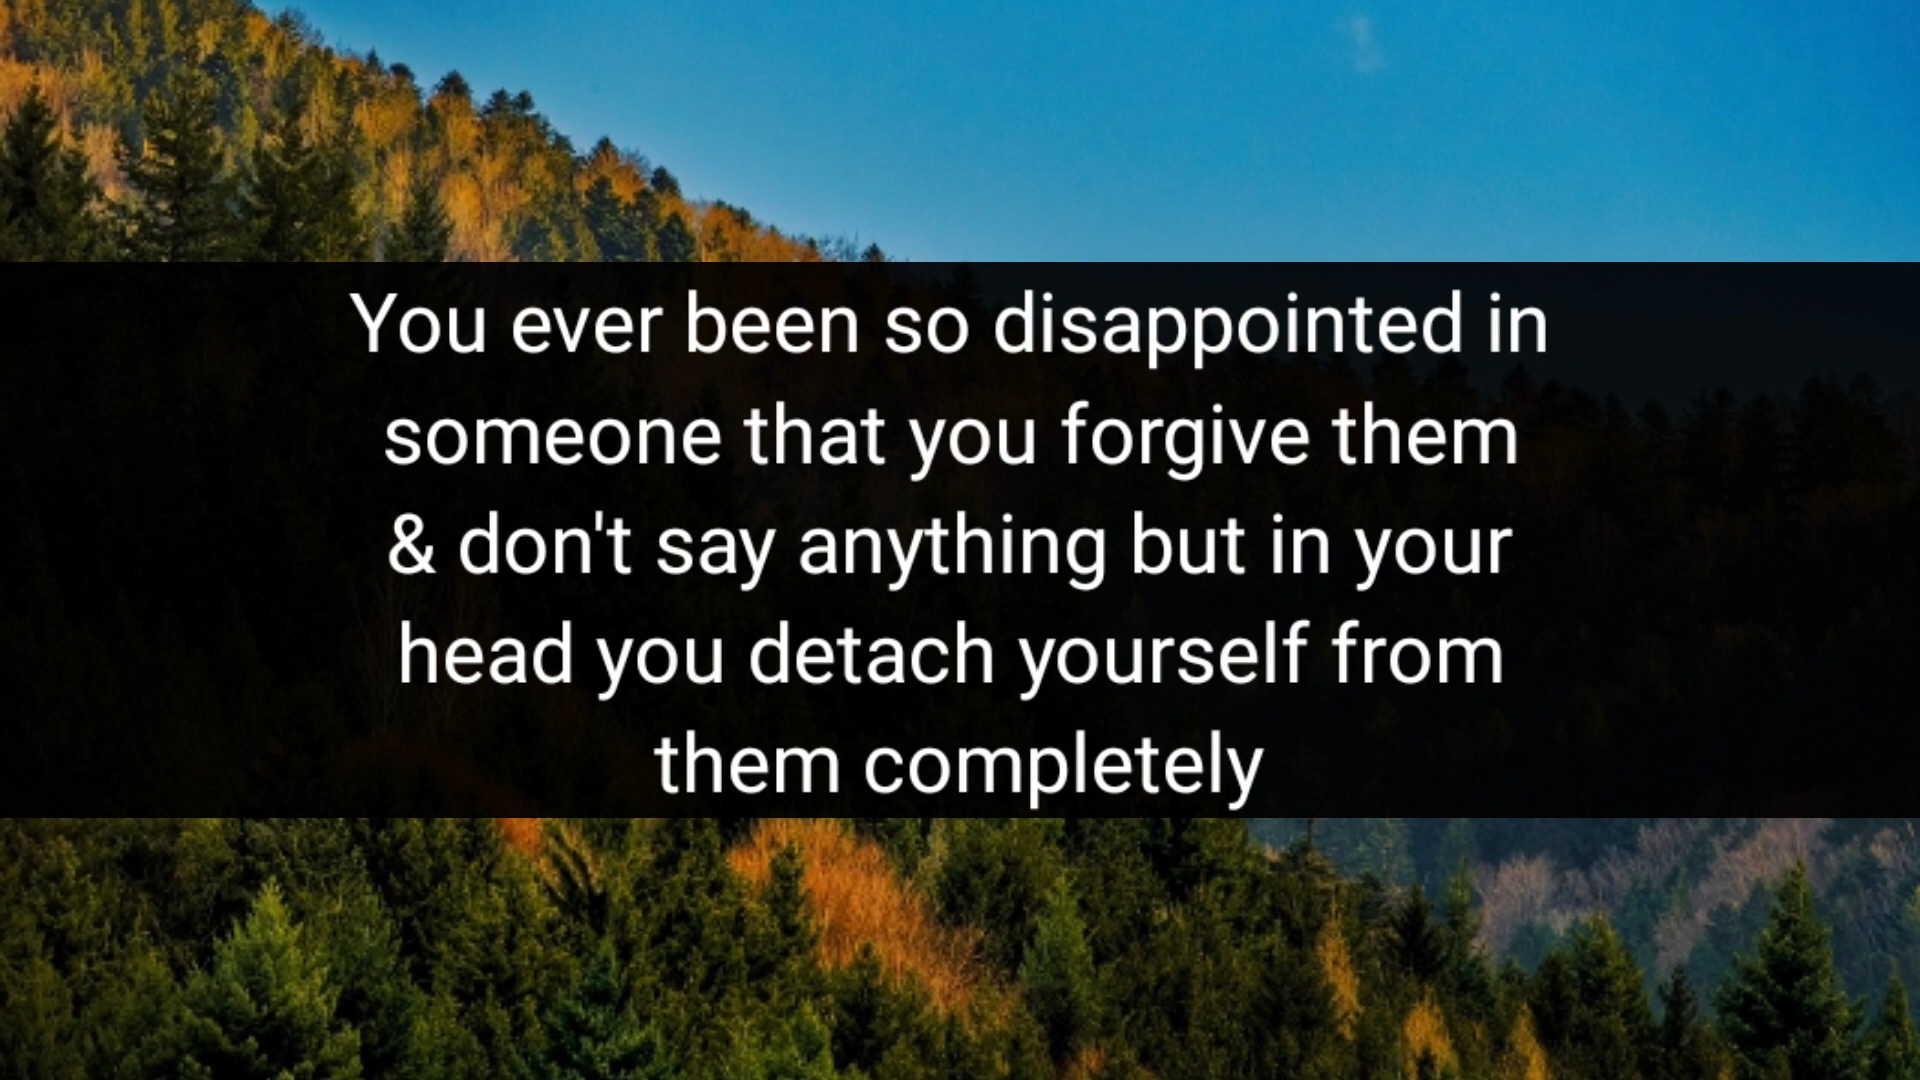 You ever been so disappointed in
someone that you forgive them
& don't say anything but in your
head you detach yourself from
them completely